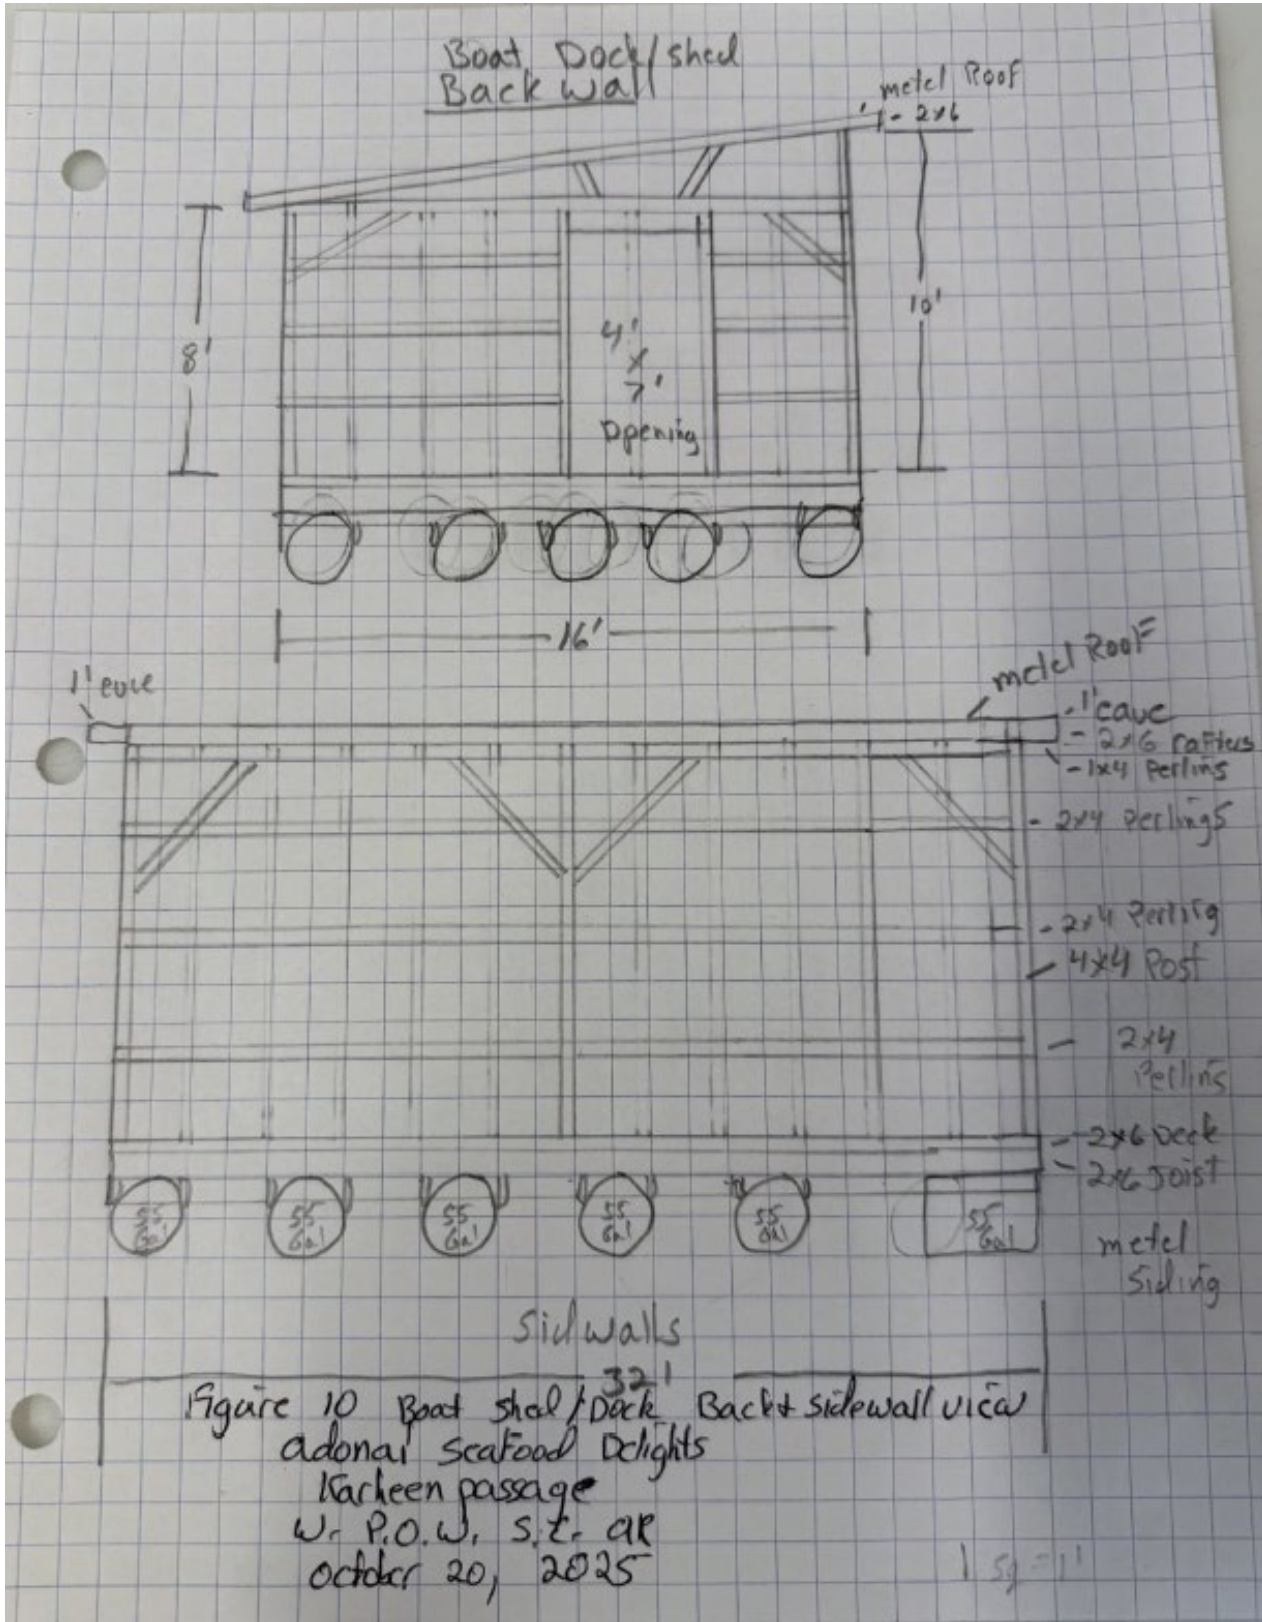 Boat Dock/shed
Back wall
metel Roof
- 2x6
8'
4'
x
7'
Opening
10'
16'
1' eave
metel Roof
- 1' eave
- 2x6 rafters
- 1x4 Perlins
- 2x4 Perlings
- 2x4 Perling
4x4 Post
2x4
Perlins
- 2x6 Deck
2x6 Joist
55
Gal
55
Gal
55
Gal
55
Gal
55
Gal
55
Gal
metel
Siding
Sidwalls
32'
Figure 10 Boat shed/Dock Back + Sidewall view
adonai Seafood Delights
Karheen passage
W. P.O.W. S.E. ak
october 20, 2025
1 sq = 1'